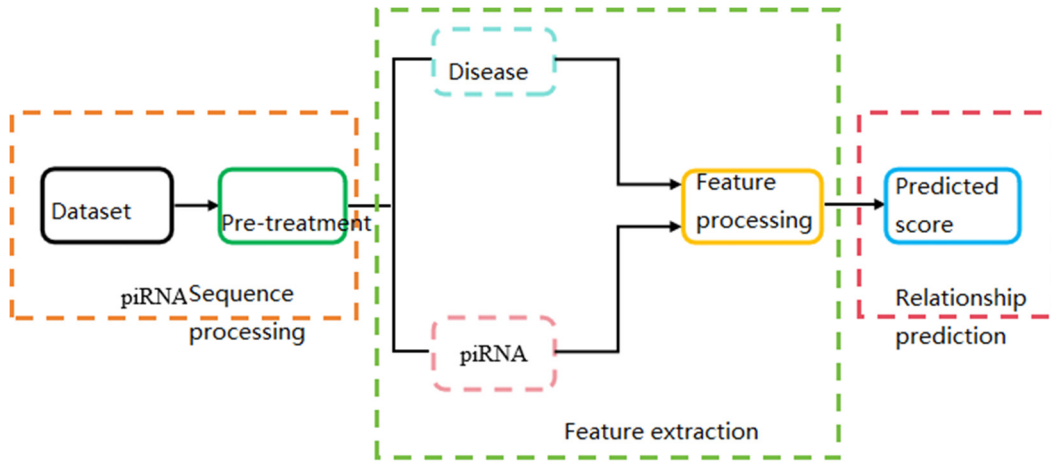 Dataset
Pre-treatment
piRNA Sequence
processing
Disease
piRNA
Feature
processing
Feature extraction
Predicted
score
Relationship
prediction